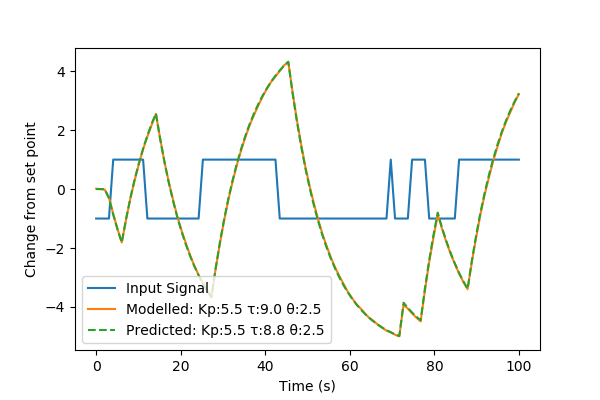 4
2
0
−2
−4
Change from set point
Input Signal
Modelled: Kp:5.5 τ:9.0 θ:2.5
Predicted: Kp:5.5 τ:8.8 θ:2.5
0 20 40 60 80 100
Time (s)